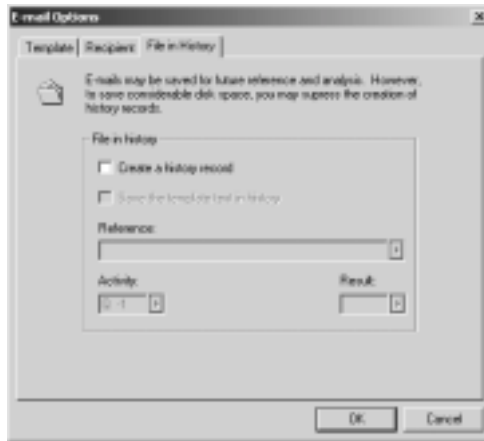 E-mail Options
Template Recipient File in History
E-mails may be saved for future reference and analysis. However,
to save considerable disk space, you may supress the creation of
history records.
File in history
Create a history record
Save the template text in history
Reference:
Activity: Result:
OK Cancel